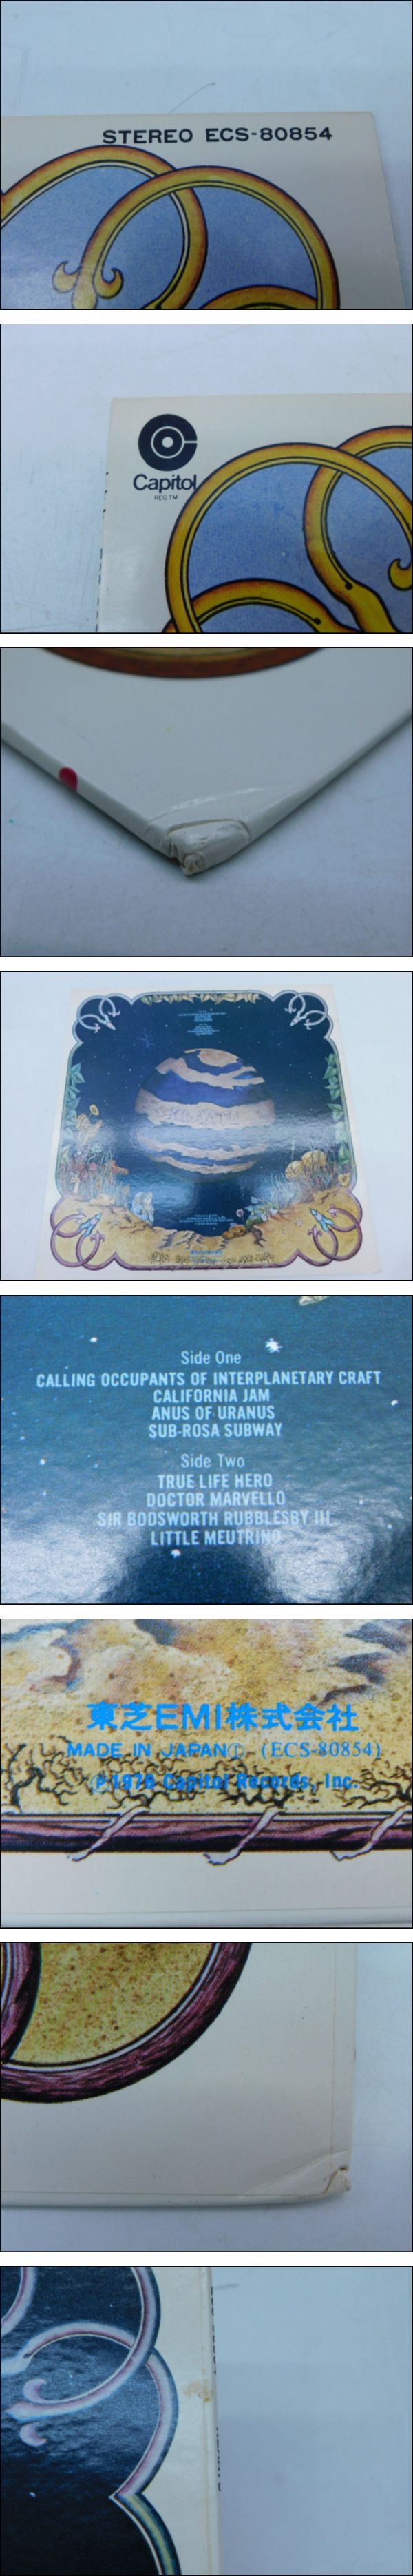 STEREO ECS-80854
Capitol
REG.TM
Side One
CALLING OCCUPANTS OF INTERPLANETARY CRAFT
CALIFORNIA JAM
ANUS OF URANUS
SUB-ROSA SUBWAY
Side Two
TRUE LIFE HERO
DOCTOR MARVELLO
SIR BODSWORTH RUBBLESBY III
LITTLE MEUTRINO
東芝EMI株式会社
MADE IN JAPAN Ⓣ (ECS-80854)
Ⓟ 1976 Capitol Records, Inc.